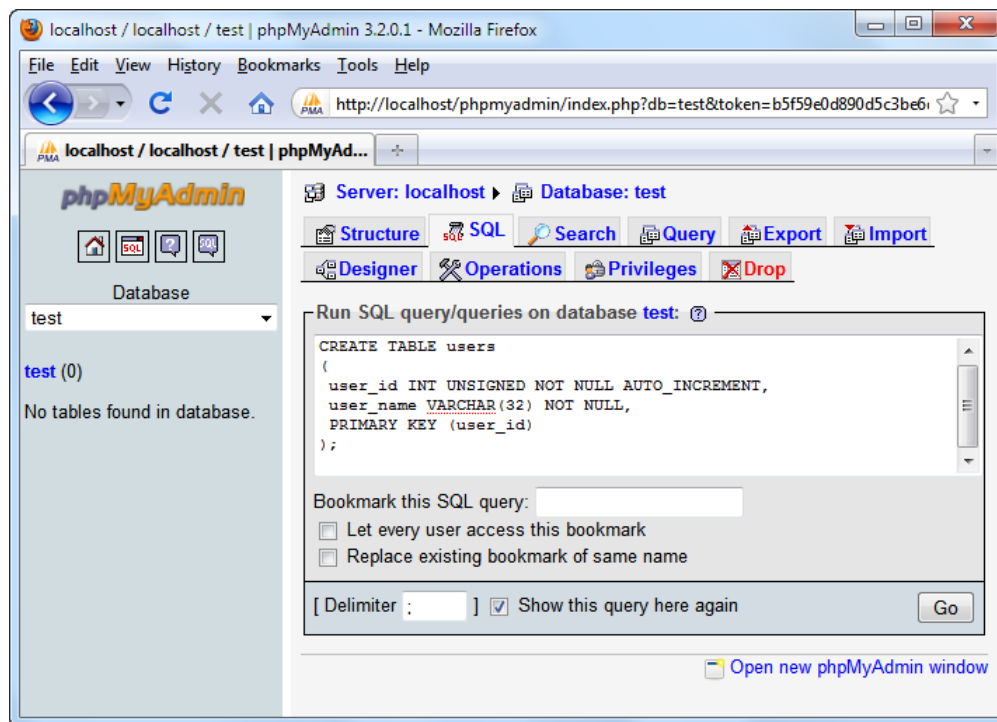 localhost / localhost / test | phpMyAdmin 3.2.0.1 - Mozilla Firefox
File Edit View History Bookmarks Tools Help
PMA http://localhost/phpmyadmin/index.php?db=test&token=b5f59e0d890d5c3be6
PMA localhost / localhost / test | phpMyAd...
phpMyAdmin
SQL ? SQL
Database
test
test (0)
No tables found in database.
Server: localhost Database: test
Structure SQL Search Query Export Import
Designer Operations Privileges Drop
Run SQL query/queries on database test: ?
CREATE TABLE users
(
user_id INT UNSIGNED NOT NULL AUTO_INCREMENT,
user_name VARCHAR(32) NOT NULL,
PRIMARY KEY (user_id)
);
Bookmark this SQL query:
Let every user access this bookmark
Replace existing bookmark of same name
[ Delimiter ; ] Show this query here again Go
Open new phpMyAdmin window